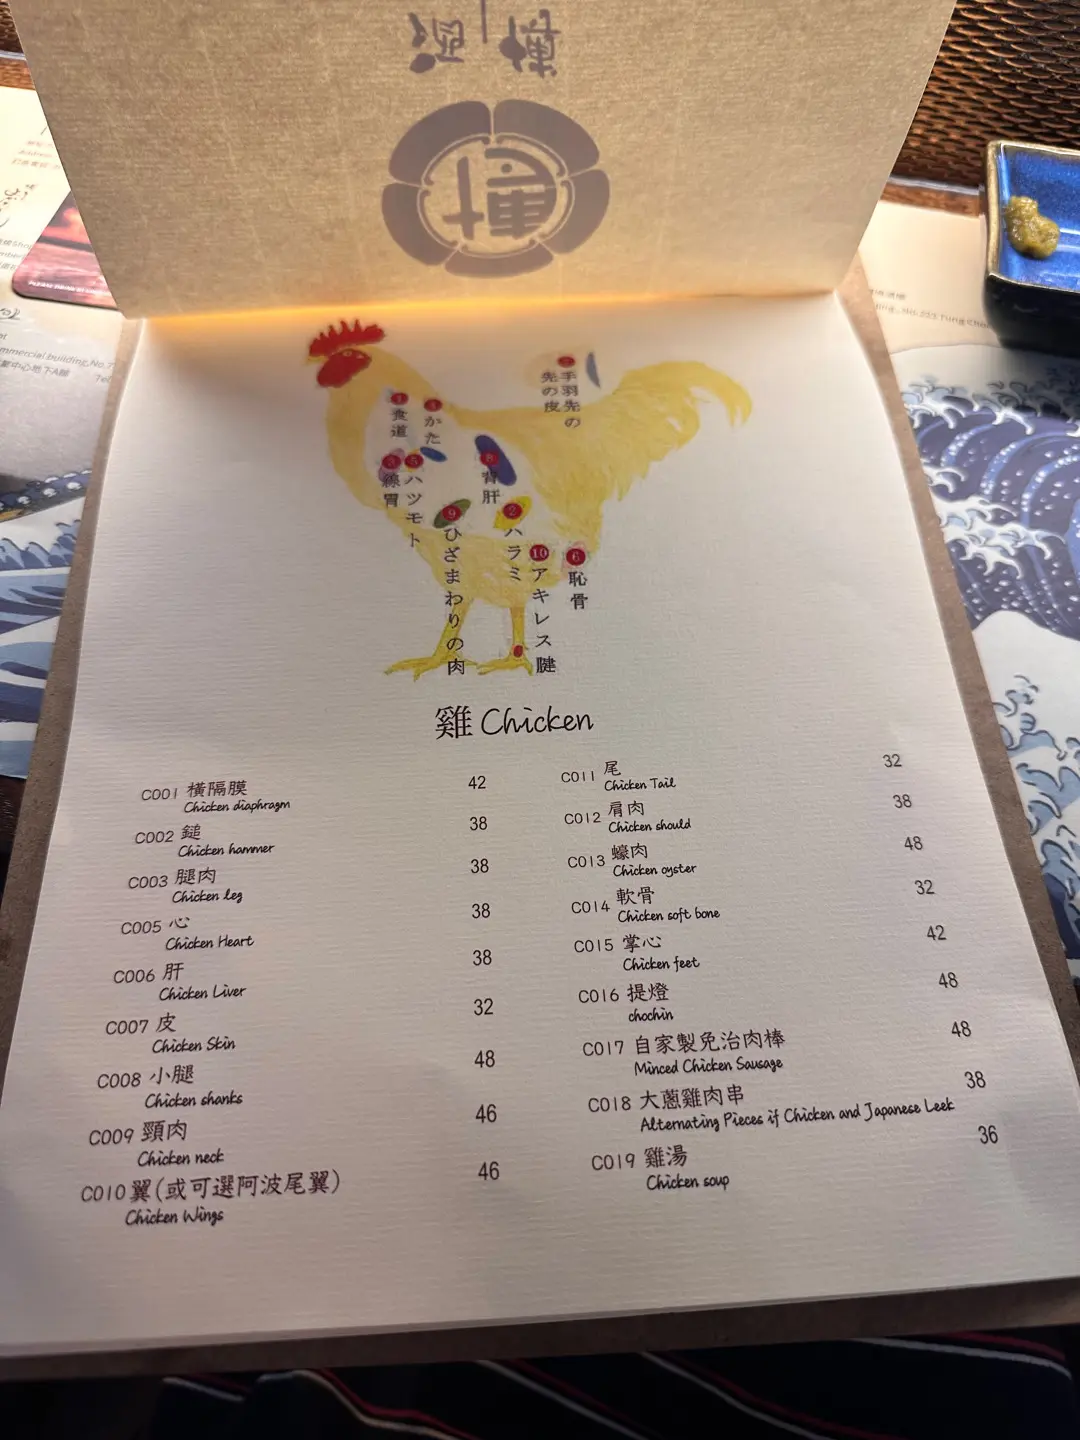 手羽先の
先の皮
食道
かた
線胃
ハツモト
背肝
ひざまわりの肉
ハラミ
アキレス腱
恥骨
雞 Chicken
C001 橫隔膜 42
Chicken diaphragm
C002 鎚 38
Chicken hammer
C003 腿肉 38
Chicken leg
C005 心 38
Chicken Heart
C006 肝 38
Chicken Liver
C007 皮 32
Chicken Skin
C008 小腿 48
Chicken shanks
C009 頸肉 46
Chicken neck
C010 翼(或可選阿波尾翼) 46
Chicken Wings
C011 尾 32
Chicken Tail
C012 肩肉 38
Chicken should
C013 蠔肉 48
Chicken oyster
C014 軟骨 32
Chicken soft bone
C015 掌心 42
Chicken feet
C016 提燈 48
chochin
C017 自家製免治肉棒 48
Minced Chicken Sausage
C018 大蔥雞肉串 38
Alternating Pieces if Chicken and Japanese Leek
C019 雞湯 36
Chicken soup